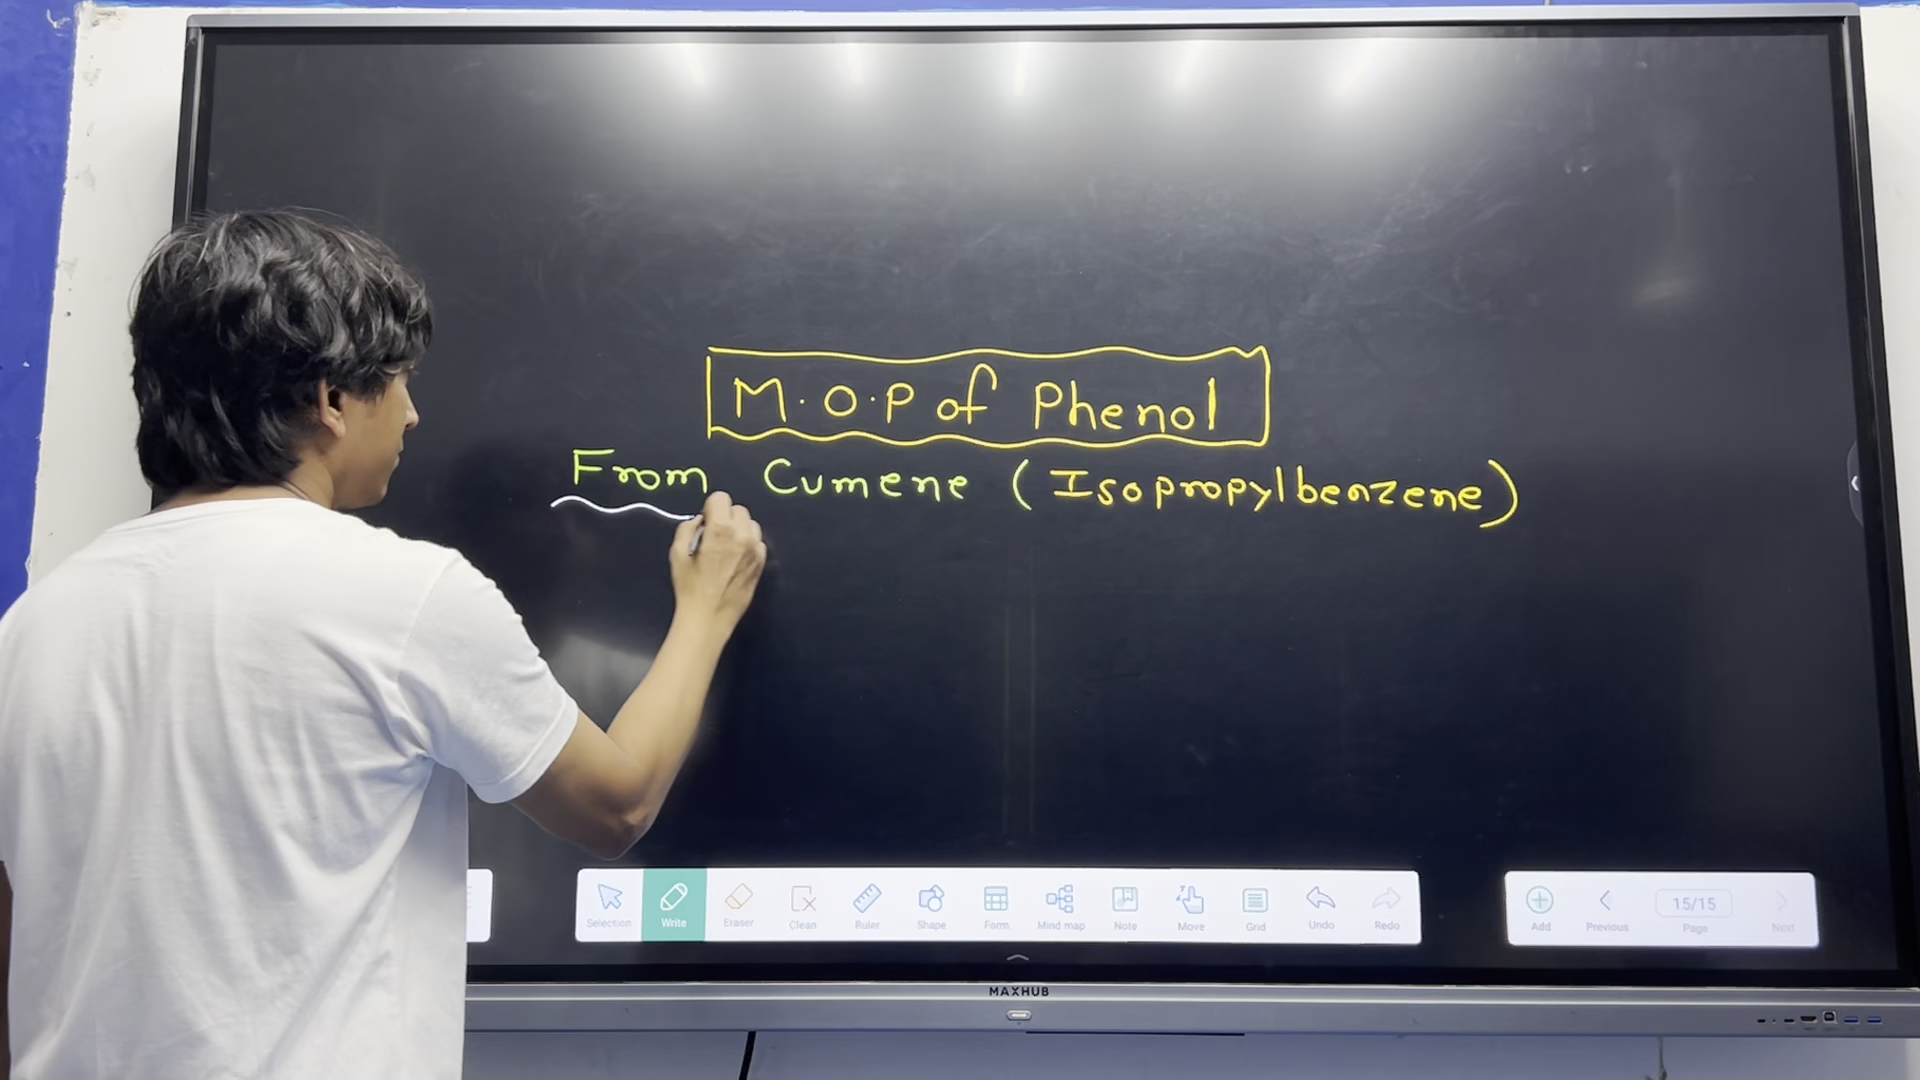 M.O.P of Phenol
From Cumene (Isopropylbenzene)
Selection Write Eraser Clean Ruler Shape Form Mind map Note Move Grid Undo Redo
15/15
Add Previous Page Next
MAXHUB